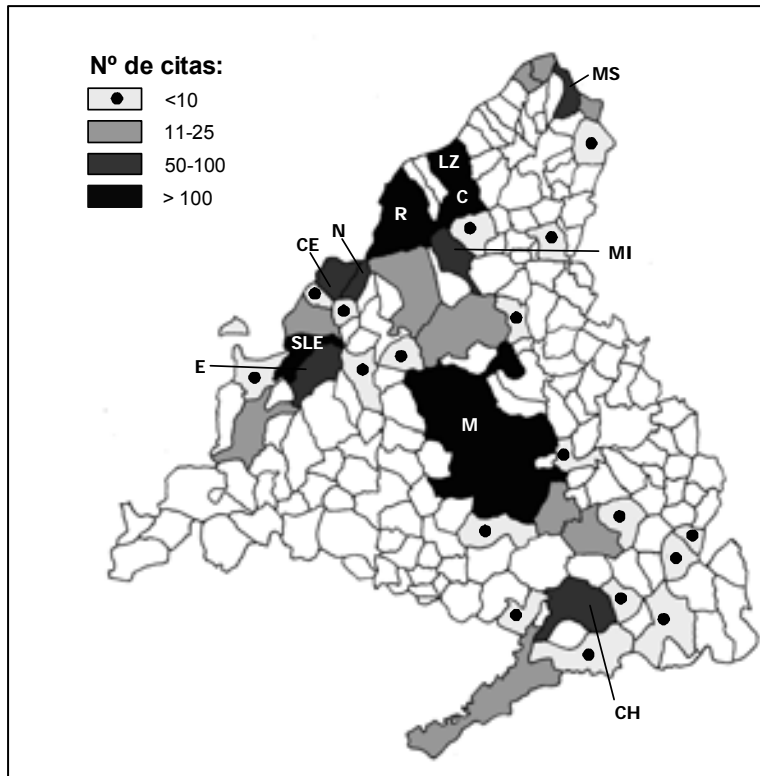 Nº de citas:
<10
11-25
50-100
> 100
MS
LZ
C
R
N
CE
MI
SLE
E
M
CH